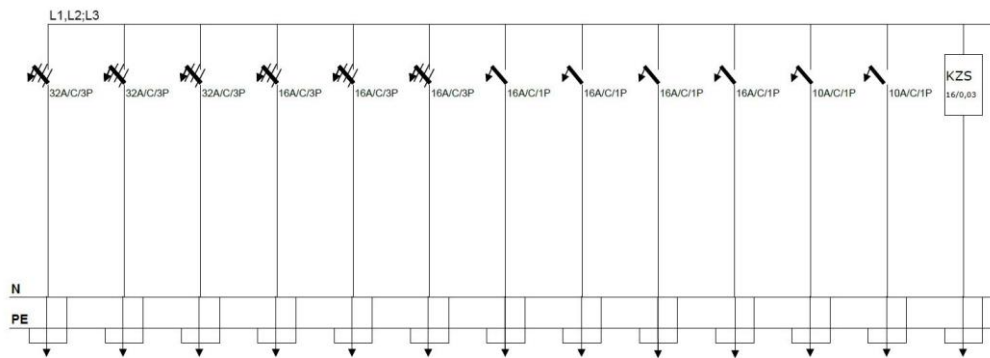 L1,L2;L3
32A/C/3P 32A/C/3P 32A/C/3P 16A/C/3P 16A/C/3P 16A/C/3P 16A/C/1P 16A/C/1P 16A/C/1P 16A/C/1P 10A/C/1P 10A/C/1P
KZS
16/0,03
N
PE